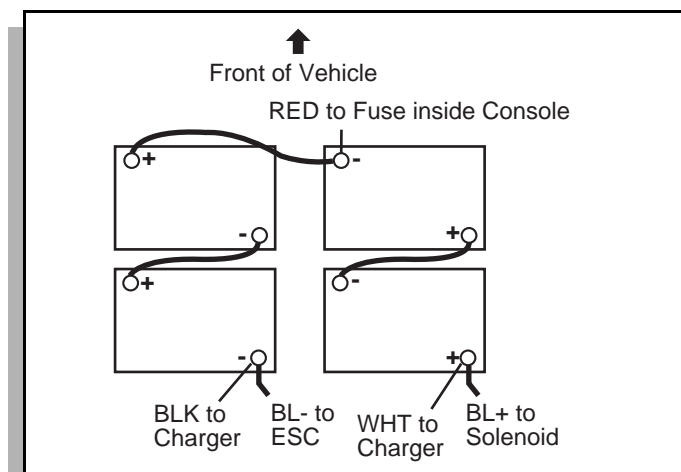 Front of Vehicle
RED to Fuse inside Console
+ -
- +
+ -
- +
BLK to Charger
BL- to ESC
WHT to Charger
BL+ to Solenoid